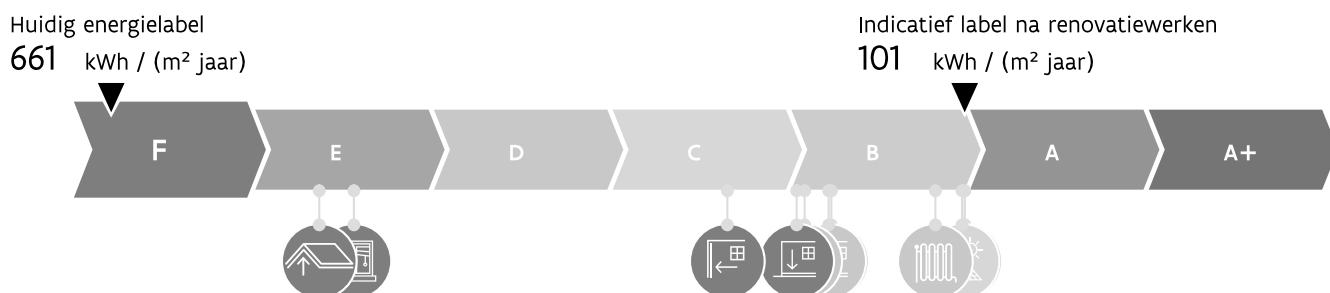 Huidig energielabel
661 kWh / (m² jaar)
Indicatief label na renovatiewerken
101 kWh / (m² jaar)
F E D C B A A+